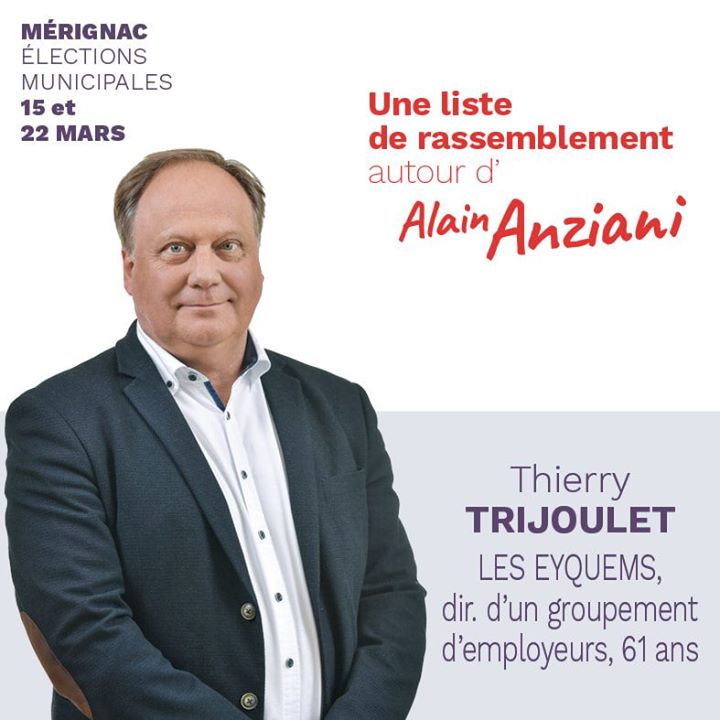 MÉRIGNAC
ÉLECTIONS
MUNICIPALES
15 et
22 MARS
Une liste
de rassemblement
autour d'
Alain Anziani
Thierry
TRIJOULET
LES EYQUEMS,
dir. d'un groupement
d'employeurs, 61 ans